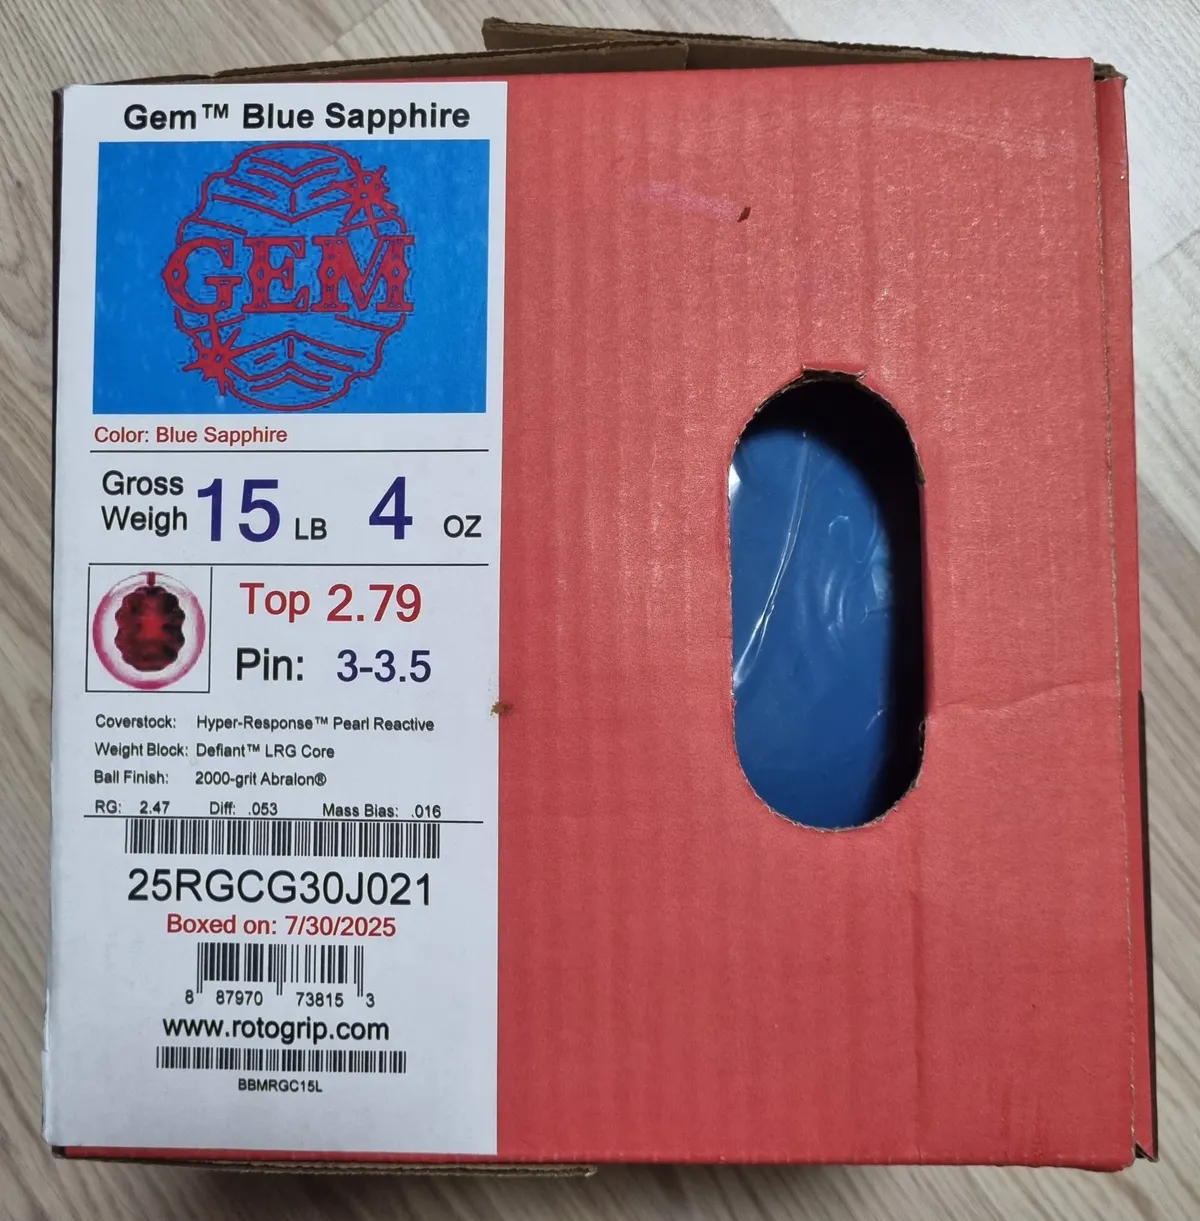 Gem™ Blue Sapphire
GEM
Color: Blue Sapphire
Gross
Weigh 15 LB 4 OZ
Top 2.79
Pin: 3-3.5
Coverstock: Hyper-Response™ Pearl Reactive
Weight Block: Defiant™ LRG Core
Ball Finish: 2000-grit Abralon®
RG: 2.47 Diff: .053 Mass Bias: .016
25RGCG30J021
Boxed on: 7/30/2025
8 87970 73815 3
www.rotogrip.com
BBMRGC15L